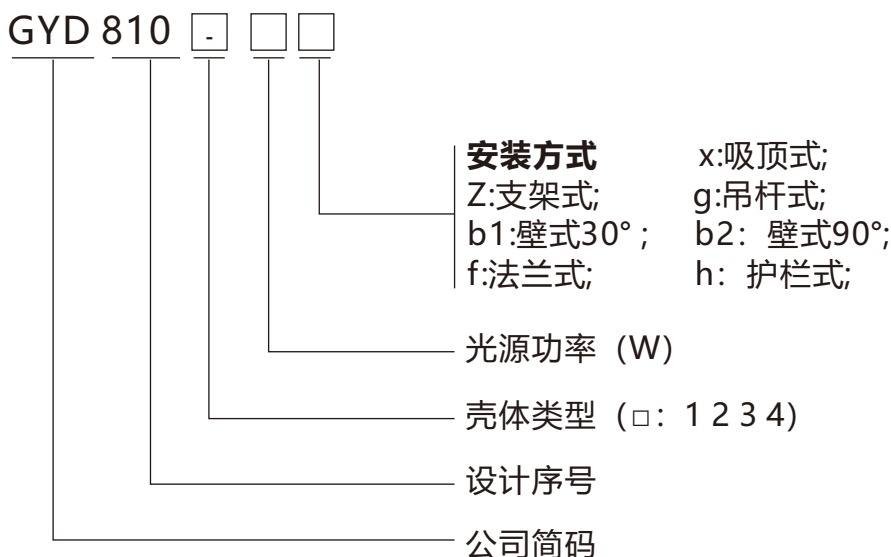 GYD 810 - □ □
安装方式 x:吸顶式;
Z:支架式; g:吊杆式;
b1:壁式30° ; b2：壁式90°;
f:法兰式; h：护栏式;
光源功率（W）
壳体类型（□：1 2 3 4）
设计序号
公司简码